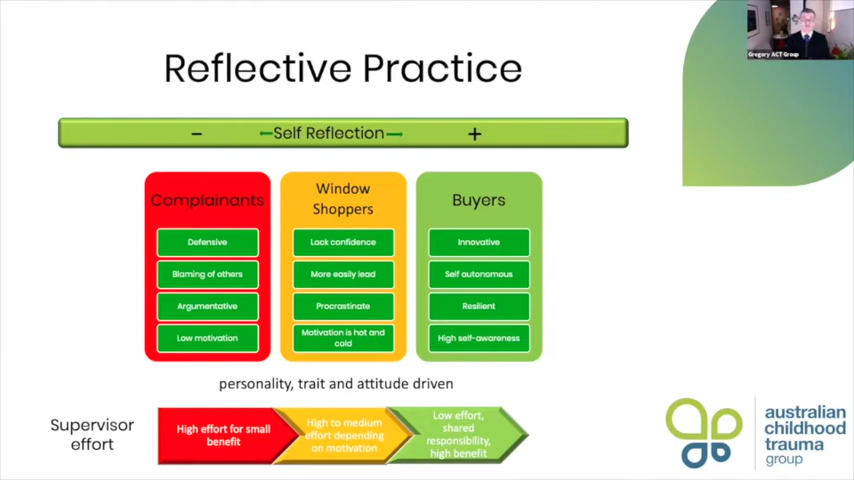 Gregory ACT Group
Reflective Practice
- ←Self Reflection→ +
Complainants
Defensive
Blaming of others
Argumentative
Low motivation
Window
Shoppers
Lack confidence
More easily lead
Procrastinate
Motivation is hot and
cold
Buyers
Innovative
Self autonomous
Resilient
High self-awareness
personality, trait and attitude driven
Supervisor
effort
High effort for small
benefit
High to medium
effort depending
on motivation
Low effort,
shared
responsibility,
high benefit
australian
childhood
trauma
group